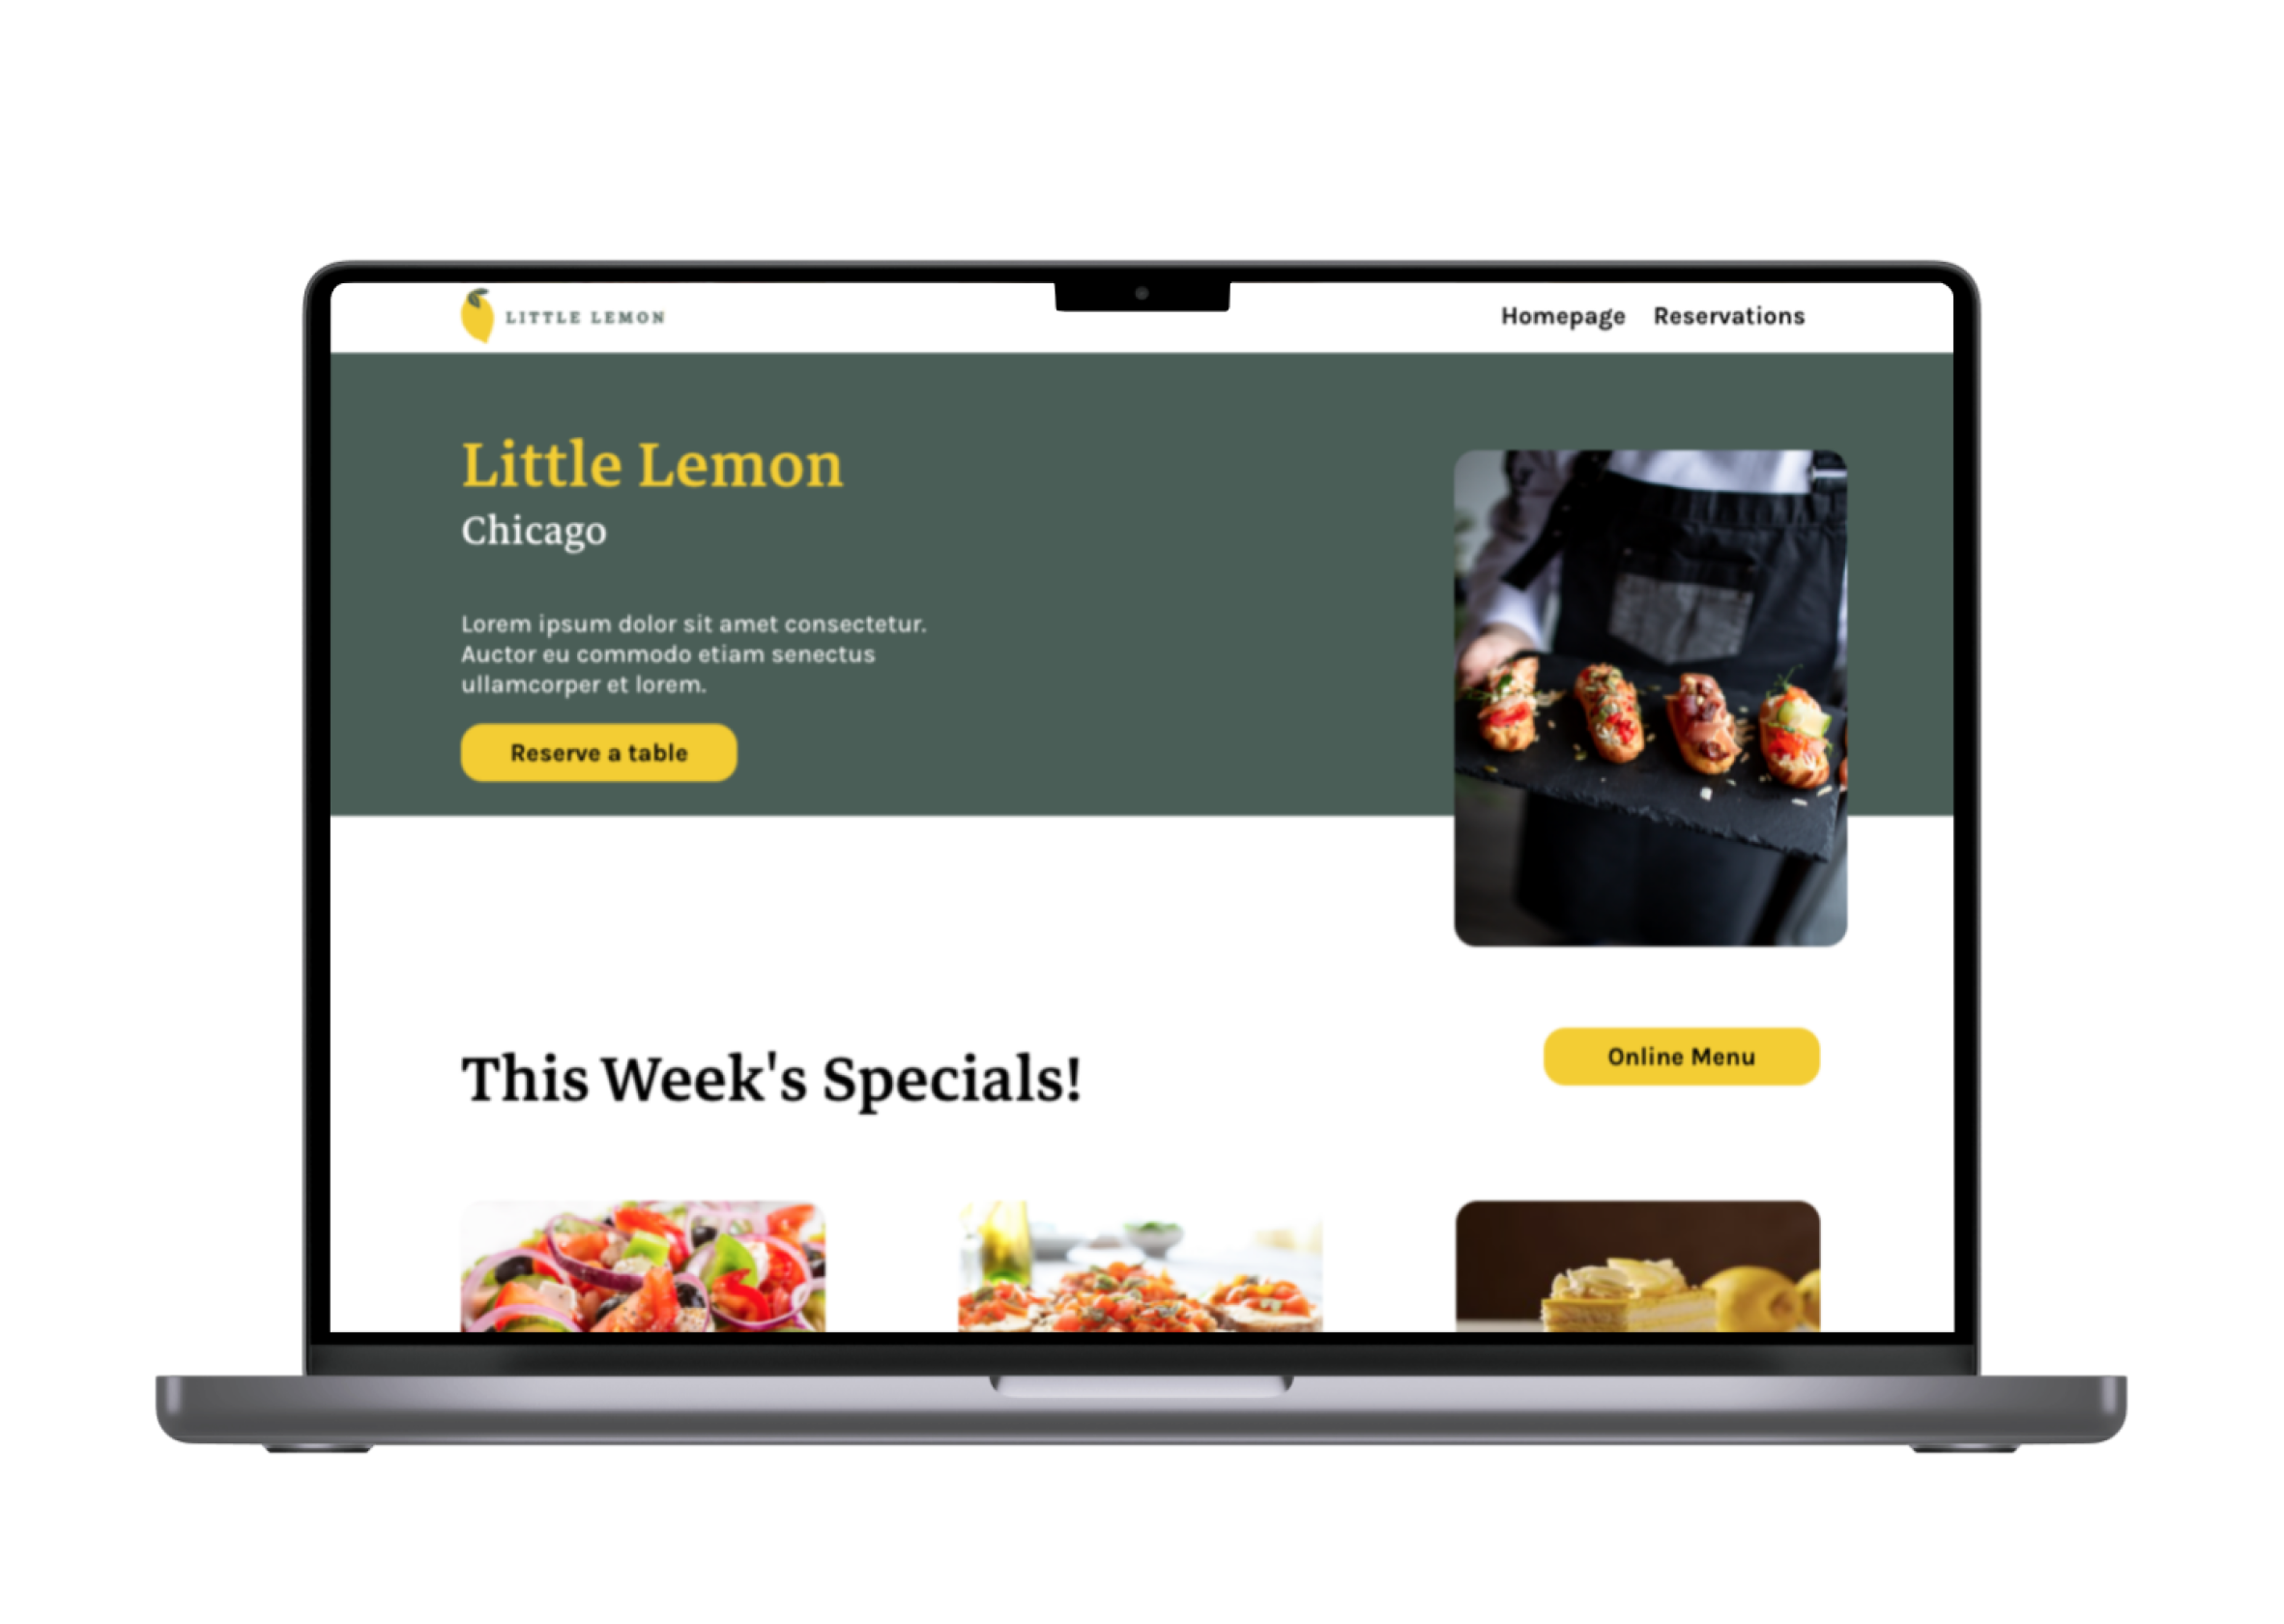 LITTLE LEMON
Homepage Reservations
Little Lemon
Chicago
Lorem ipsum dolor sit amet consectetur.
Auctor eu commodo etiam senectus
ullamcorper et lorem.
Reserve a table
This Week's Specials!
Online Menu